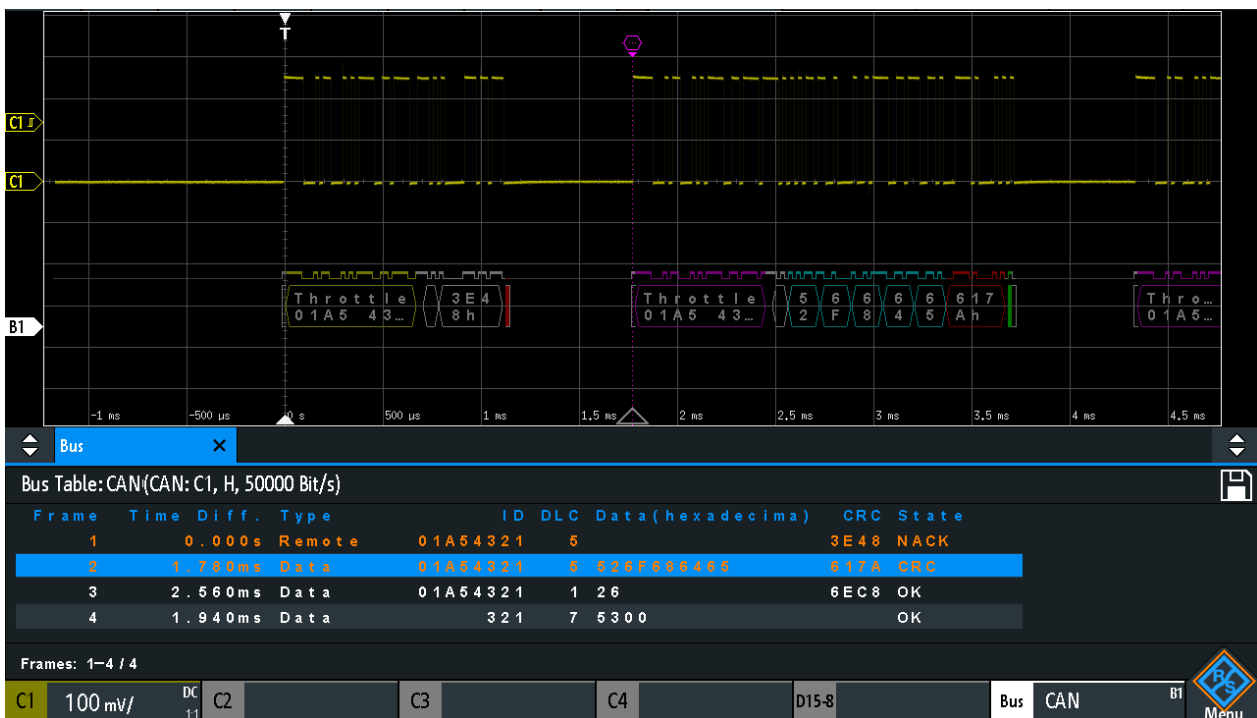 T
C1
C1
Throttle 3E4 Throttle 5 6 6 6 6 617 Thro…
01A5 43… 8h 01A5 43… 2 F 8 4 5 Ah 01A5…
B1
-1 ms -500 µs 0 s 500 µs 1 ms 1.5 ms 2 ms 2.5 ms 3 ms 3.5 ms 4 ms 4.5 ms
Bus ×
Bus Table: CAN (CAN: C1, H, 50000 Bit/s)
Frame Time Diff. Type ID DLC Data(hexadecima) CRC State
1 0.000s Remote 01A54321 5 3E48 NACK
2 1.780ms Data 01A54321 5 526F686465 617A CRC
3 2.560ms Data 01A54321 1 26 6EC8 OK
4 1.940ms Data 321 7 5300 OK
Frames: 1-4 / 4
C1 100 mV/ DC 1:1 C2 C3 C4 D15-8 Bus CAN B1 R&S Menu